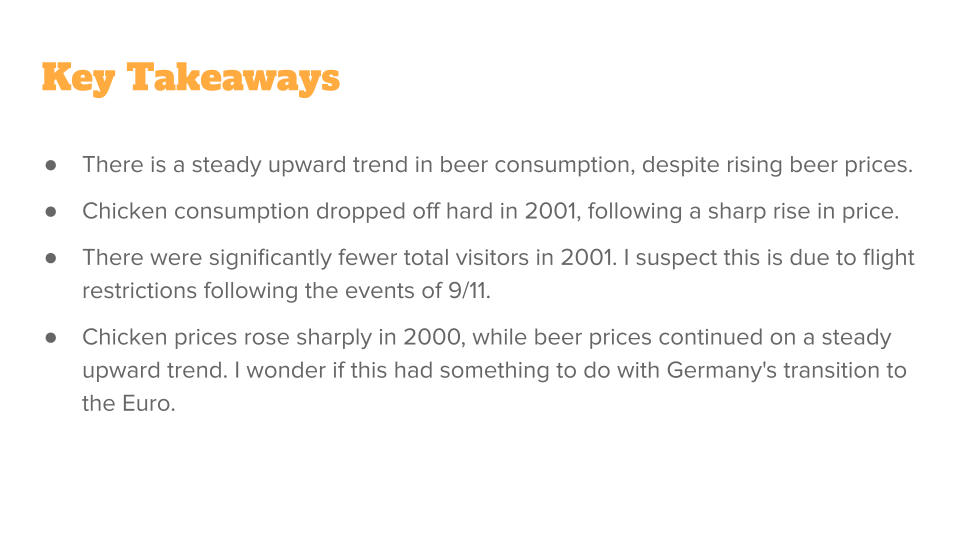 Key Takeaways
● There is a steady upward trend in beer consumption, despite rising beer prices.
● Chicken consumption dropped off hard in 2001, following a sharp rise in price.
● There were significantly fewer total visitors in 2001. I suspect this is due to flight
restrictions following the events of 9/11.
● Chicken prices rose sharply in 2000, while beer prices continued on a steady
upward trend. I wonder if this had something to do with Germany's transition to
the Euro.